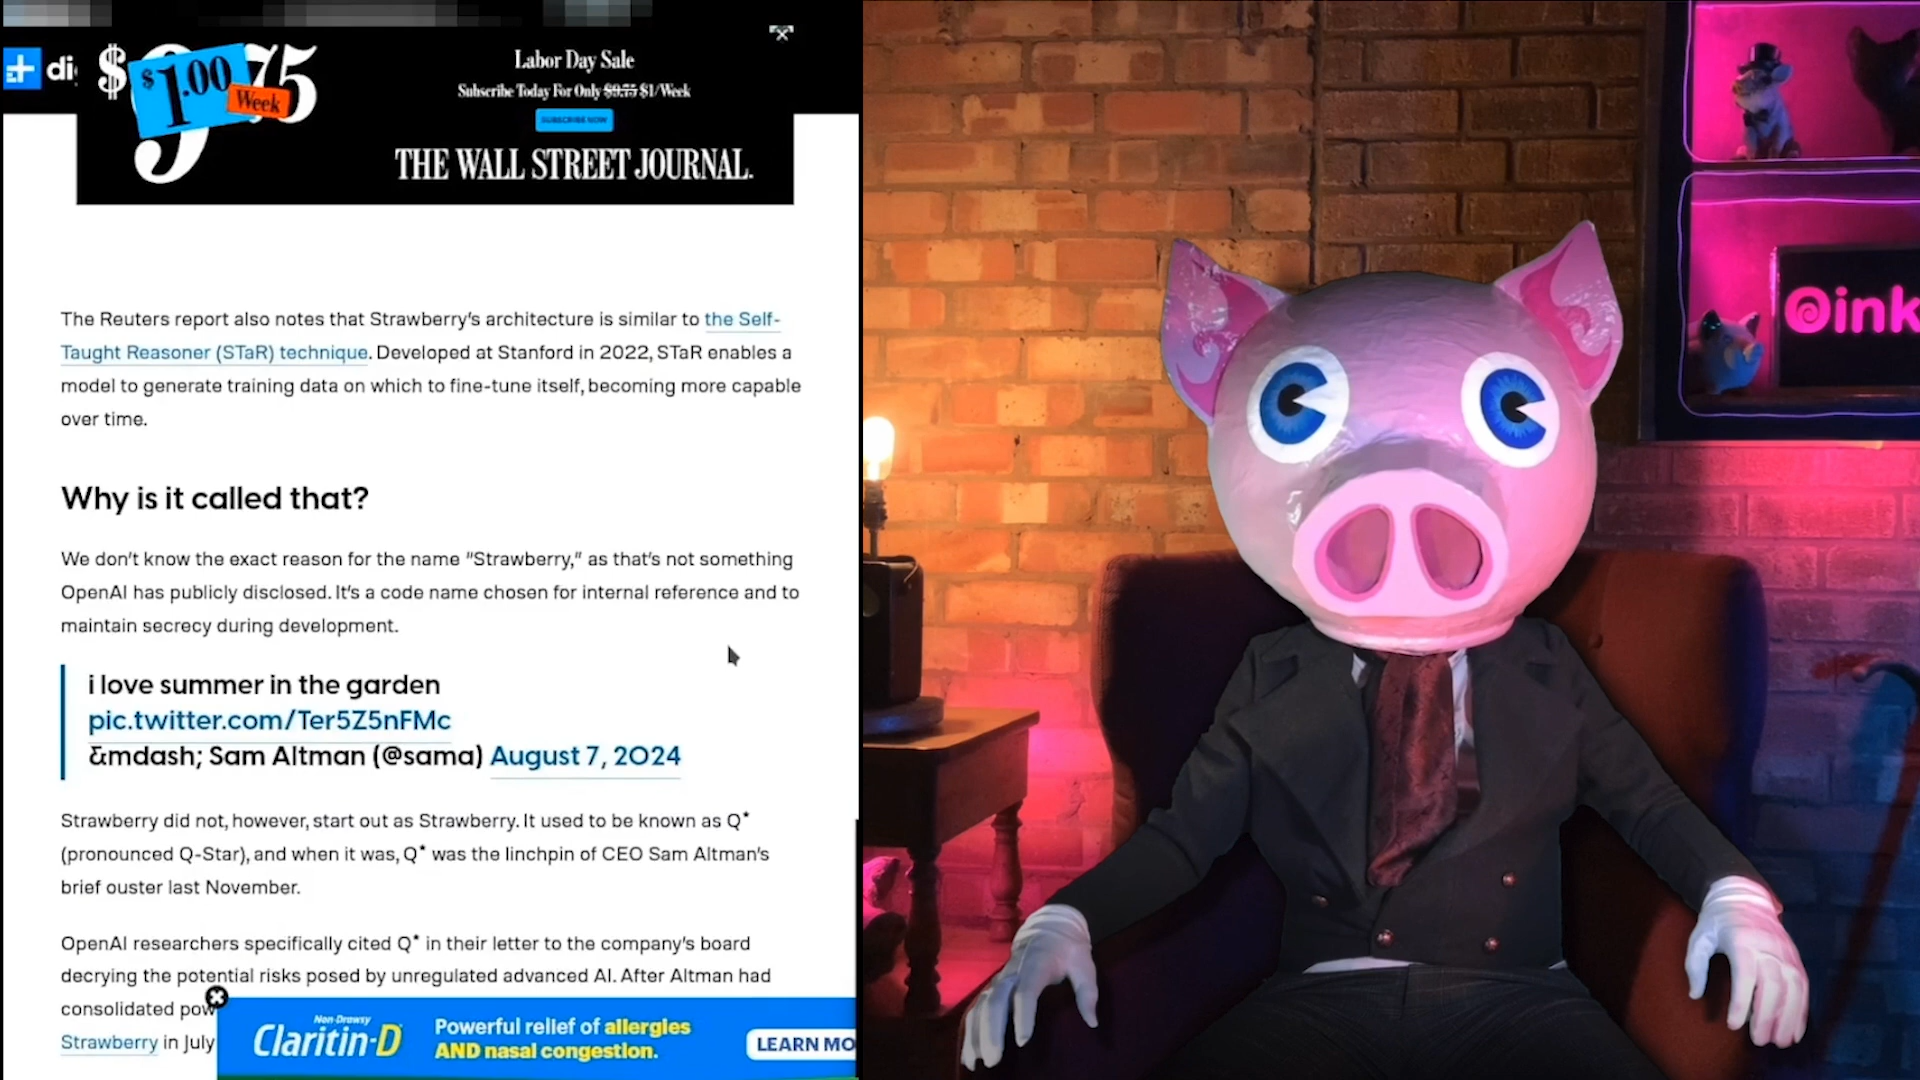 di
$9.75
$1.00
Week
Labor Day Sale
Subscribe Today For Only $9.75 $1/Week
SUBSCRIBE NOW
THE WALL STREET JOURNAL.
The Reuters report also notes that Strawberry's architecture is similar to the Self-
Taught Reasoner (STaR) technique. Developed at Stanford in 2022, STaR enables a
model to generate training data on which to fine-tune itself, becoming more capable
over time.
Why is it called that?
We don't know the exact reason for the name "Strawberry," as that's not something
OpenAI has publicly disclosed. It's a code name chosen for internal reference and to
maintain secrecy during development.
i love summer in the garden
pic.twitter.com/Ter5Z5nFMc
&mdash; Sam Altman (@sama) August 7, 2024
Strawberry did not, however, start out as Strawberry. It used to be known as Q*
(pronounced Q-Star), and when it was, Q* was the linchpin of CEO Sam Altman's
brief ouster last November.
OpenAI researchers specifically cited Q* in their letter to the company's board
decrying the potential risks posed by unregulated advanced AI. After Altman had
consolidated pow
Strawberry in July
Non-Drowsy
Claritin-D
Powerful relief of allergies
AND nasal congestion.
LEARN MO
Oink